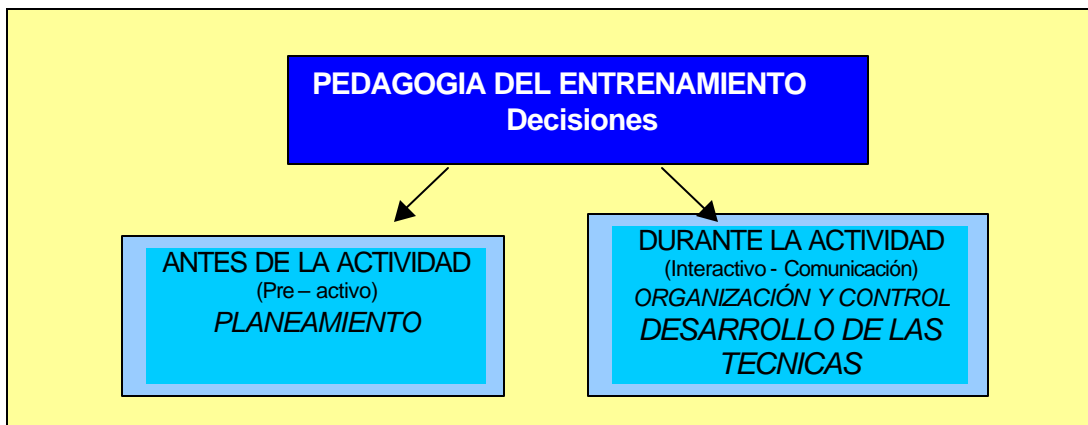 PEDAGOGIA DEL ENTRENAMIENTO
Decisiones
ANTES DE LA ACTIVIDAD
(Pre – activo)
PLANEAMIENTO
DURANTE LA ACTIVIDAD
(Interactivo - Comunicación)
ORGANIZACIÓN Y CONTROL
DESARROLLO DE LAS
TECNICAS